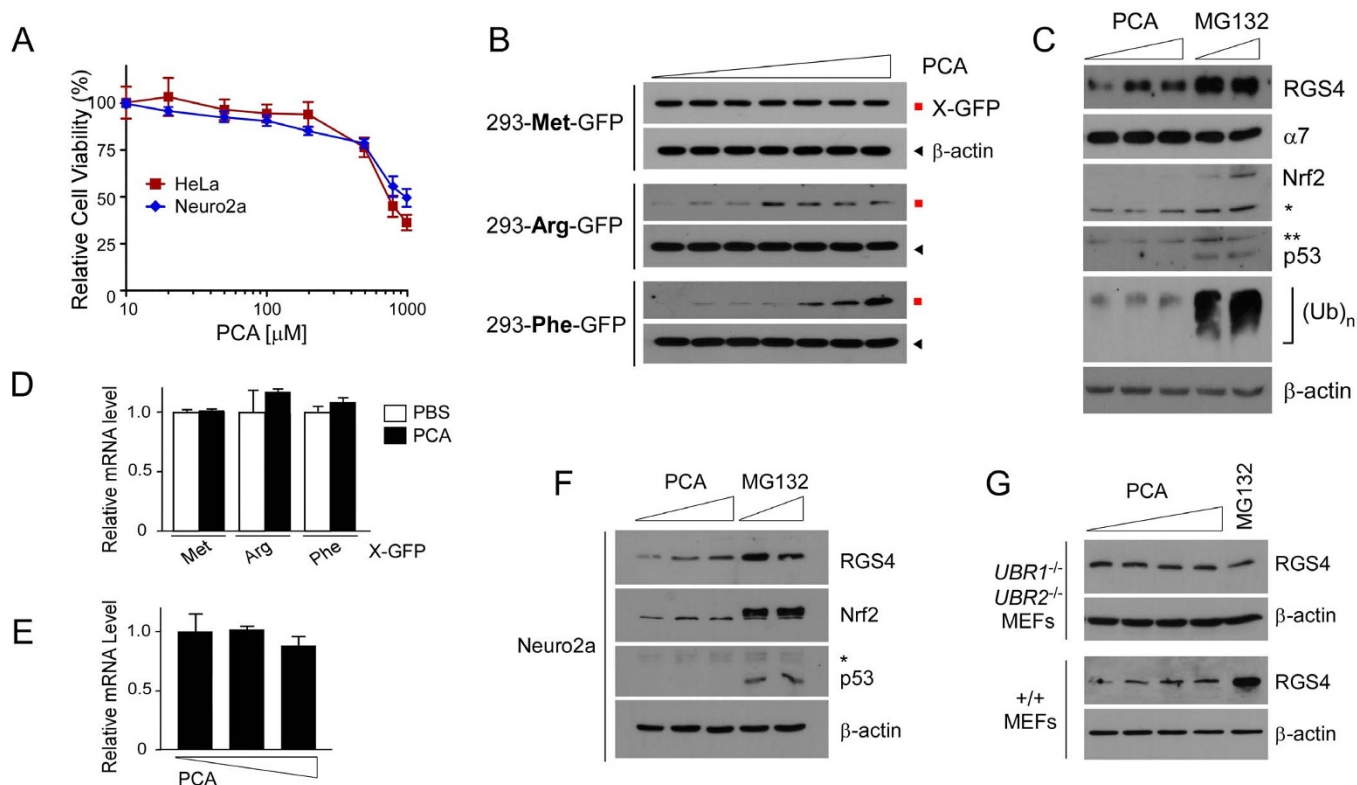 A
Relative Cell Viability (%)
100
75
50
25
0
HeLa
Neuro2a
10
100
1000
PCA [μM]
B
PCA
293-Met-GFP
X-GFP
β-actin
293-Arg-GFP
293-Phe-GFP
C
PCA
MG132
RGS4
α7
Nrf2
*
**
p53
(Ub)n
β-actin
D
Relative mRNA level
1.0
0.5
0
PBS
PCA
Met
Arg
Phe
X-GFP
E
Relative mRNA Level
1.0
0.5
0
PCA
F
PCA
MG132
Neuro2a
RGS4
Nrf2
*
p53
β-actin
G
PCA
MG132
UBR1-/-
UBR2-/-
MEFs
RGS4
β-actin
+/+
MEFs
RGS4
β-actin